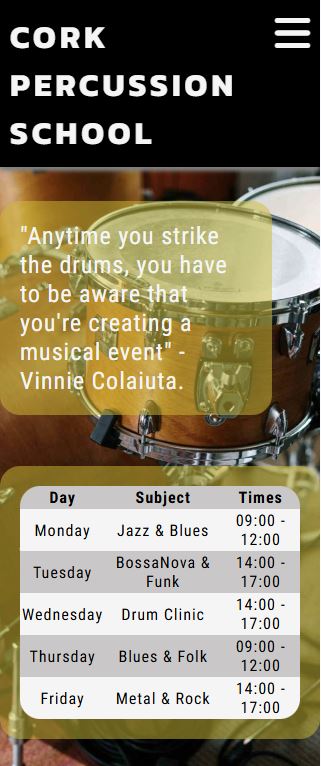 CORK
PERCUSSION
SCHOOL
"Anytime you strike
the drums, you have
to be aware that
you're creating a
musical event" -
Vinnie Colaiuta.
Day Subject Times
Monday Jazz & Blues 09:00 - 12:00
Tuesday BossaNova & Funk 14:00 - 17:00
Wednesday Drum Clinic 14:00 - 17:00
Thursday Blues & Folk 09:00 - 12:00
Friday Metal & Rock 14:00 - 17:00